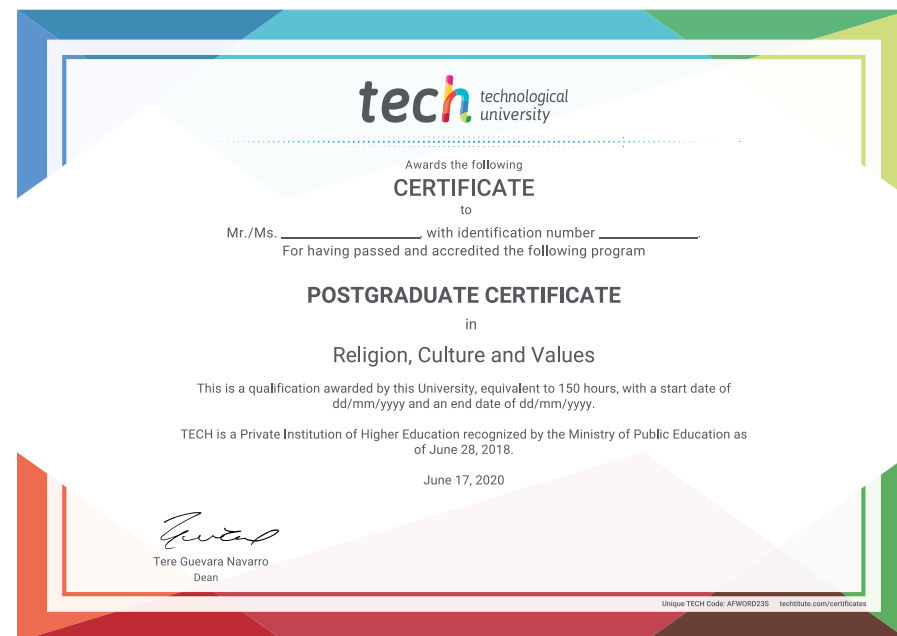 tech technological
university
Awards the following
CERTIFICATE
to
Mr./Ms. ____________________, with identification number ______________.
For having passed and accredited the following program
POSTGRADUATE CERTIFICATE
in
Religion, Culture and Values
This is a qualification awarded by this University, equivalent to 150 hours, with a start date of
dd/mm/yyyy and an end date of dd/mm/yyyy.
TECH is a Private Institution of Higher Education recognized by the Ministry of Public Education as
of June 28, 2018.
June 17, 2020
Tere Guevara Navarro
Dean
Unique TECH Code: AFWORD23S techtitute.com/certificates